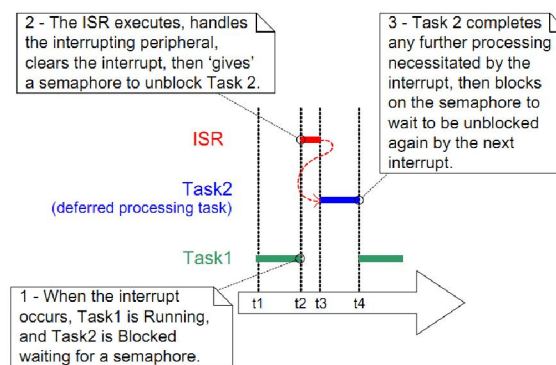 2 - The ISR executes, handles
the interrupting peripheral,
clears the interrupt, then ‘gives’
a semaphore to unblock Task 2.
3 - Task 2 completes
any further processing
necessitated by the
interrupt, then blocks
on the semaphore to
wait to be unblocked
again by the next
interrupt.
ISR
Task2
(deferred processing task)
Task1
t1 t2 t3 t4
1 - When the interrupt
occurs, Task1 is Running,
and Task2 is Blocked
waiting for a semaphore.